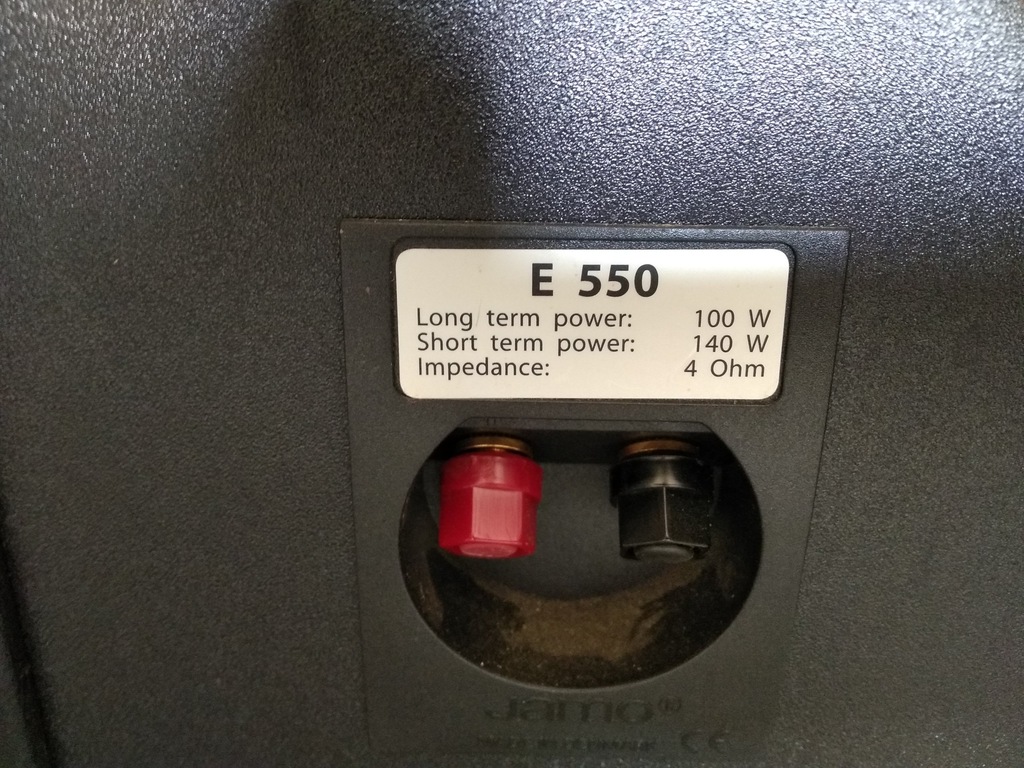 E 550
Long term power: 100 W
Short term power: 140 W
Impedance: 4 Ohm
Jamo®
CE